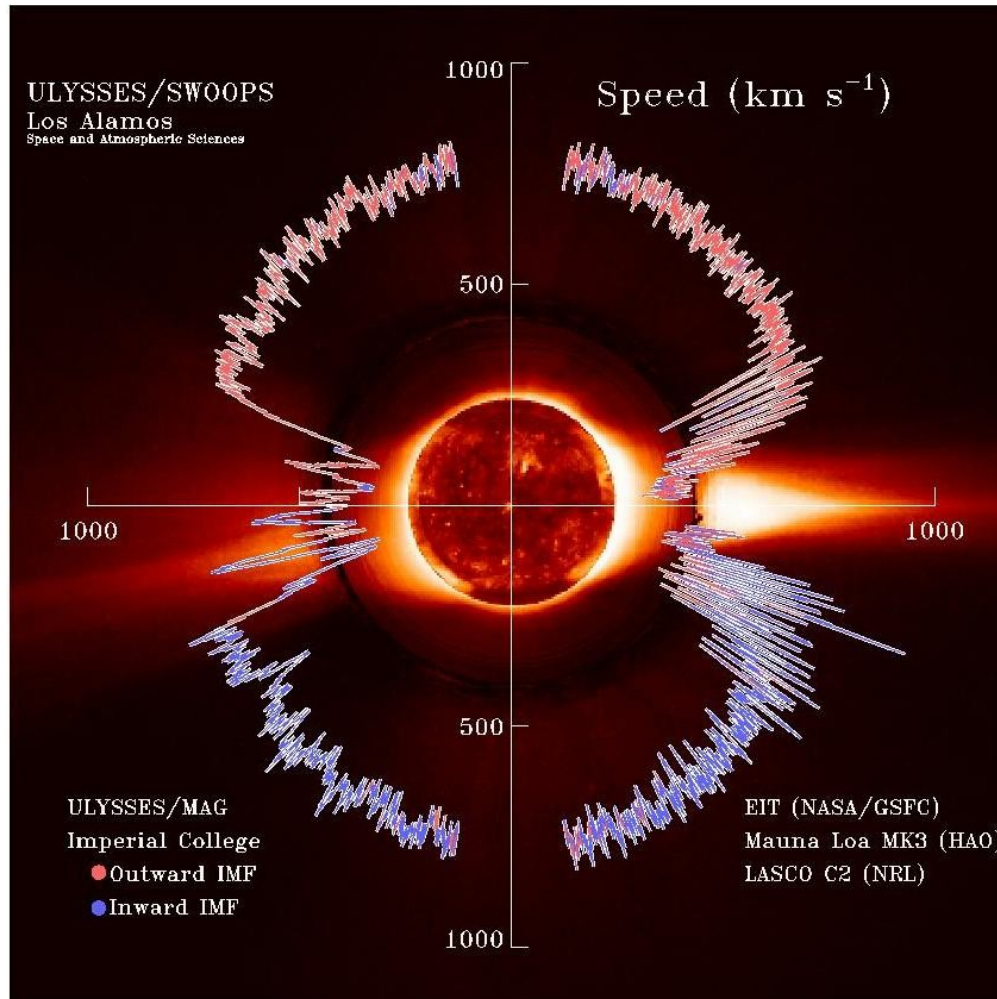 ULYSSES/SWOOPS
Los Alamos
Space and Atmospheric Sciences
Speed (km s⁻¹)
1000
500
1000
1000
500
1000
ULYSSES/MAG
Imperial College
Outward IMF
Inward IMF
EIT (NASA/GSFC)
Mauna Loa MK3 (HAO)
LASCO C2 (NRL)